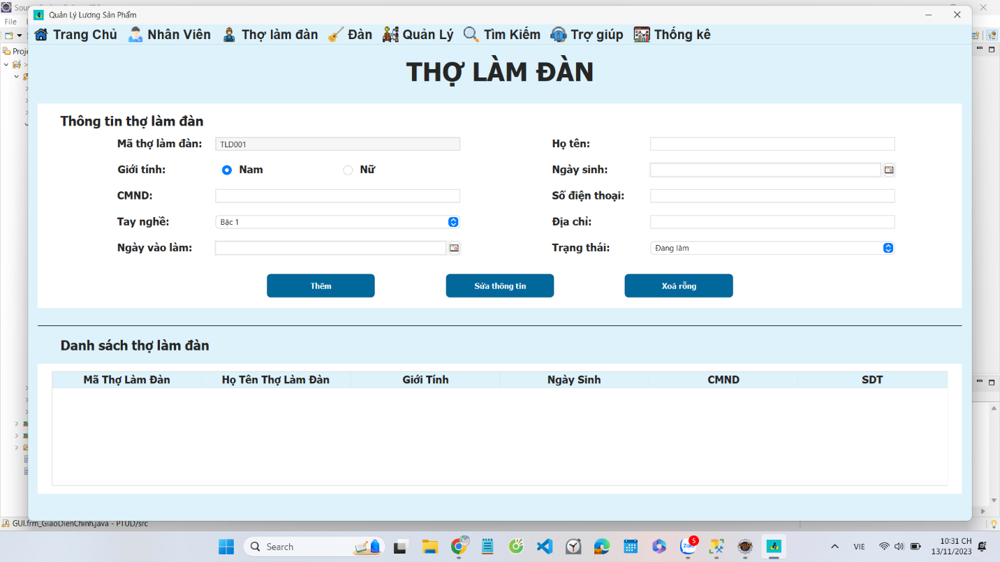 Quản Lý Lương Sản Phẩm
File
Trang Chủ Nhân Viên Thợ làm đàn Đàn Quản Lý Tìm Kiếm Trợ giúp Thống kê
Proje
THỢ LÀM ĐÀN
Thông tin thợ làm đàn
Mã thợ làm đàn: TLD001 Họ tên:
Giới tính: Nam Nữ Ngày sinh:
CMND: Số điện thoại:
Tay nghề: Bậc 1 Địa chỉ:
Ngày vào làm: Trạng thái: Đang làm
Thêm Sửa thông tin Xoá rỗng
Danh sách thợ làm đàn
Mã Thợ Làm Đàn Họ Tên Thợ Làm Đàn Giới Tính Ngày Sinh CMND SDT
GUI.frm_GiaoDienChinh.java - PTUD/src
Search Zalo 5 VIE 10:31 CH
13/11/2023